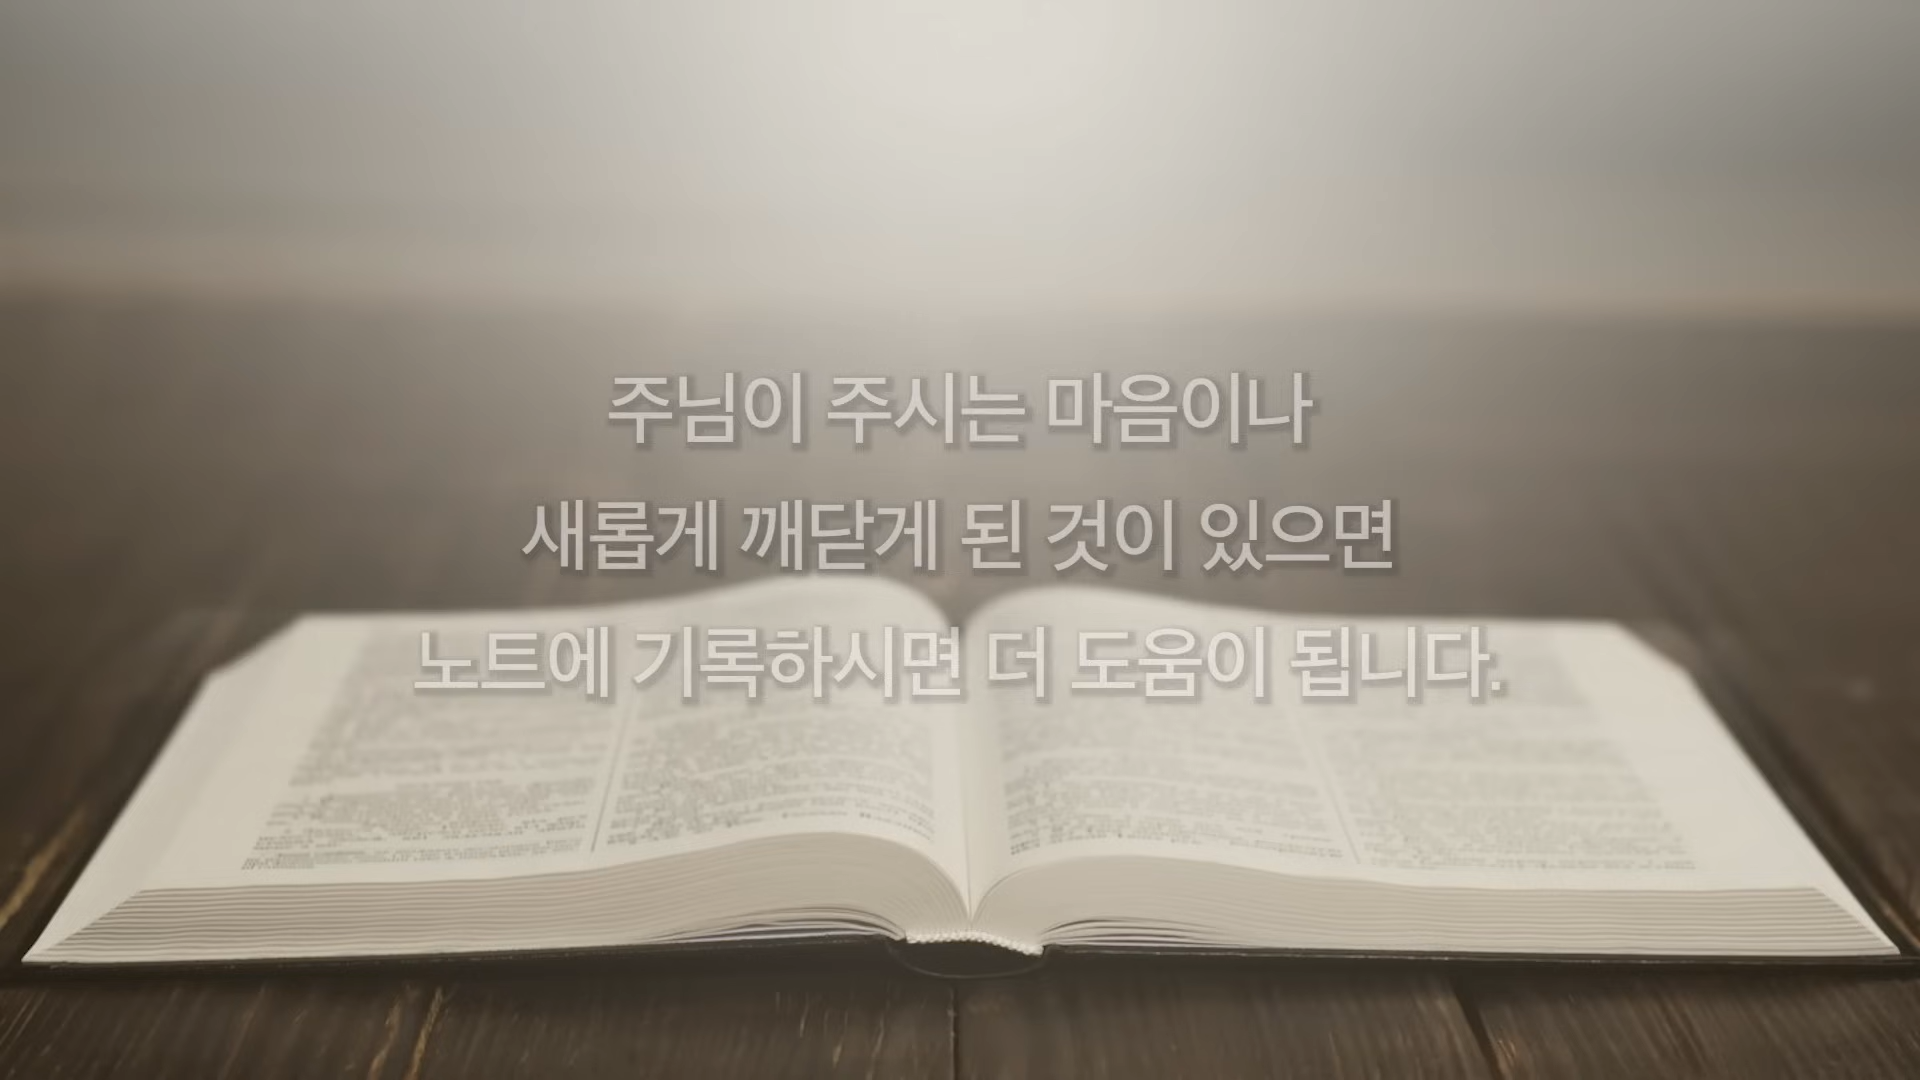 주님이 주시는 마음이나
새롭게 깨닫게 된 것이 있으면
노트에 기록하시면 더 도움이 됩니다.